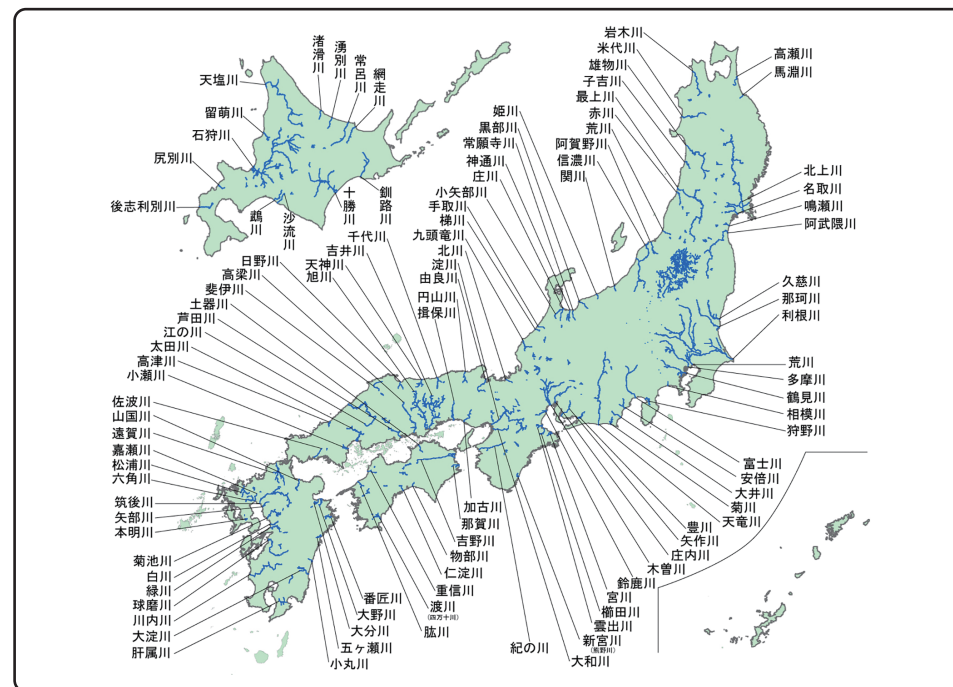 渚滑川
湧別川
常呂川
網走川
天塩川
留萌川
石狩川
尻別川
後志利別川
鵡川
沙流川
十勝川
釧路川
岩木川
米代川
雄物川
子吉川
最上川
赤川
荒川
阿賀野川
信濃川
関川
高瀬川
馬淵川
北上川
名取川
鳴瀬川
阿武隈川
久慈川
那珂川
利根川
荒川
多摩川
鶴見川
相模川
狩野川
富士川
安倍川
大井川
菊川
天竜川
豊川
矢作川
庄内川
木曽川
鈴鹿川
宮川
櫛田川
雲出川
新宮川
(熊野川)
大和川
紀の川
姫川
黒部川
常願寺川
神通川
庄川
小矢部川
手取川
梯川
九頭竜川
北川
淀川
由良川
円山川
揖保川
千代川
吉井川
天神川
旭川
日野川
高梁川
斐伊川
土器川
芦田川
江の川
太田川
高津川
小瀬川
佐波川
山国川
遠賀川
嘉瀬川
松浦川
六角川
筑後川
矢部川
本明川
菊池川
白川
緑川
球磨川
川内川
大淀川
肝属川
加古川
那賀川
吉野川
物部川
仁淀川
重信川
渡川
(四万十川)
肱川
番匠川
大野川
大分川
五ヶ瀬川
小丸川